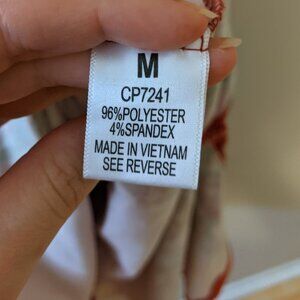 M
CP7241
96%POLYESTER
4%SPANDEX
MADE IN VIETNAM
SEE REVERSE